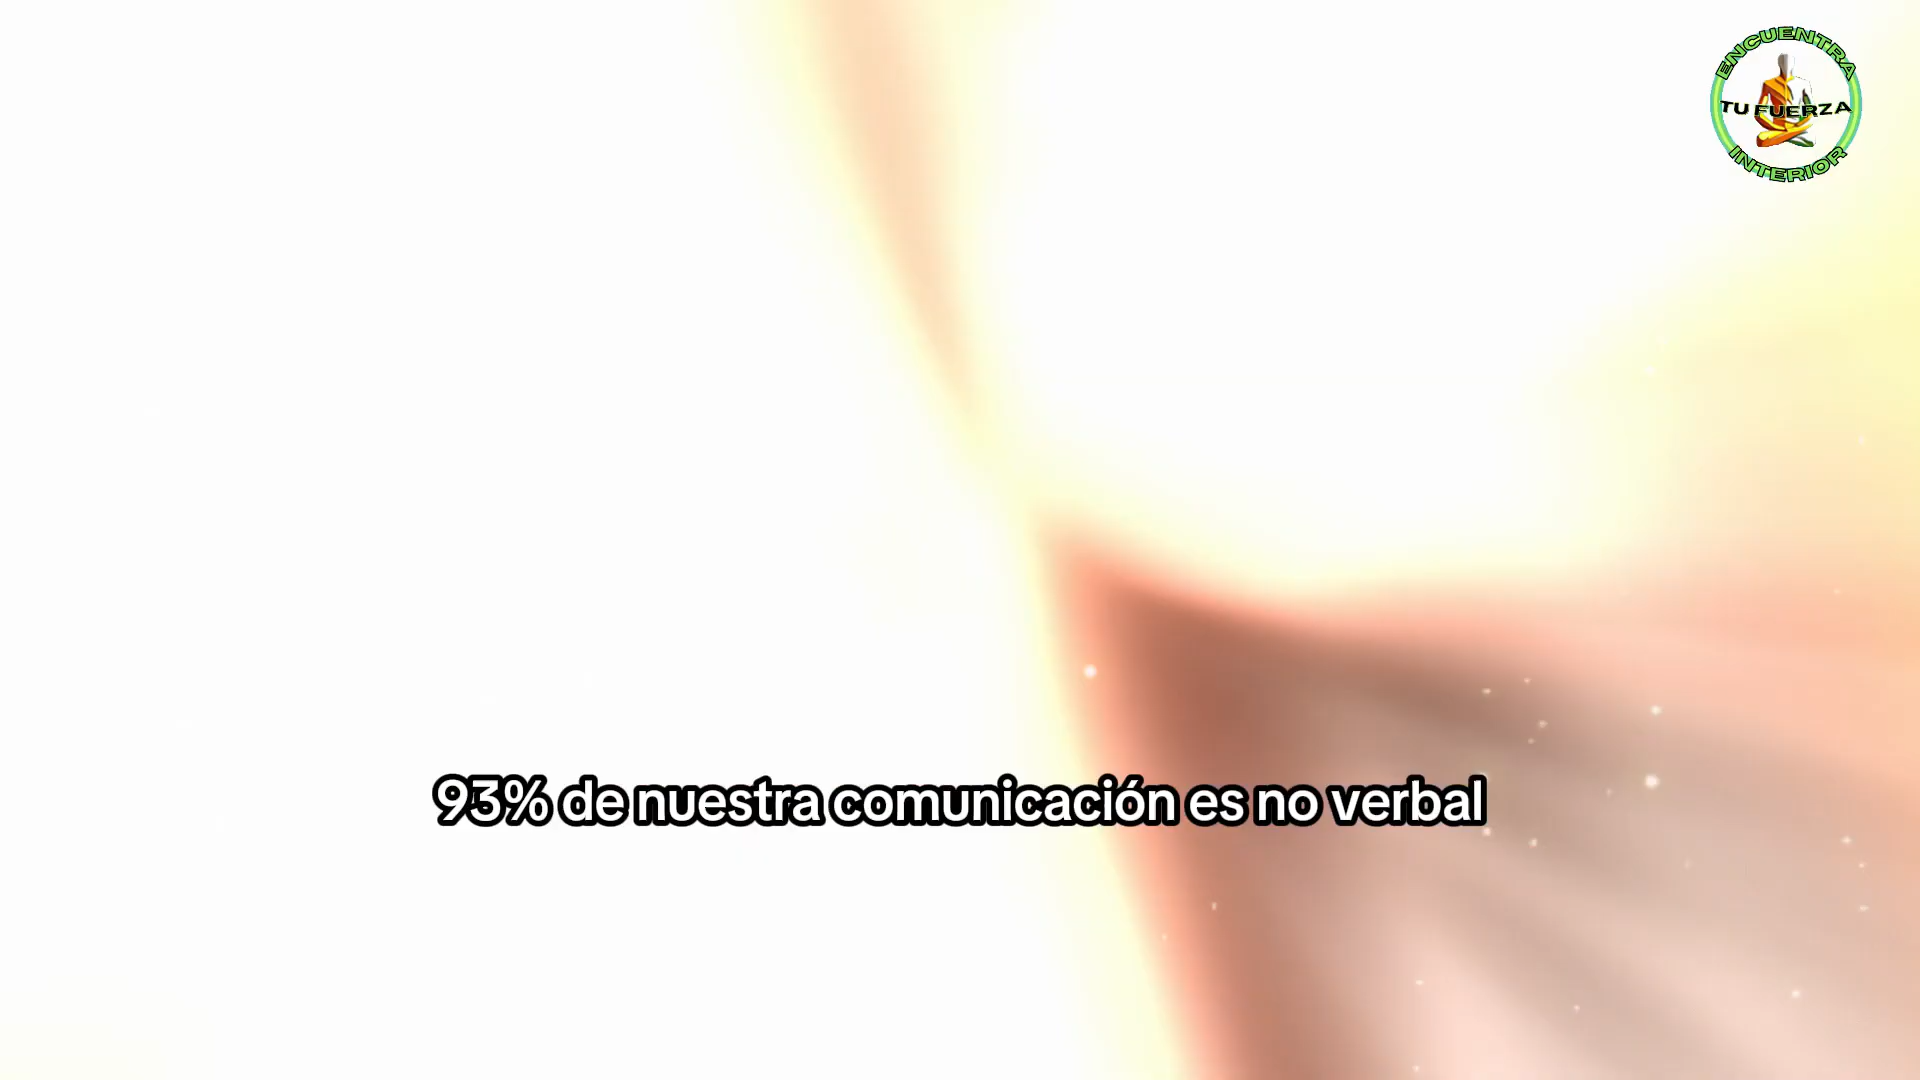 ENCUENTRA
TU FUERZA
INTERIOR
93% de nuestra comunicación es no verbal